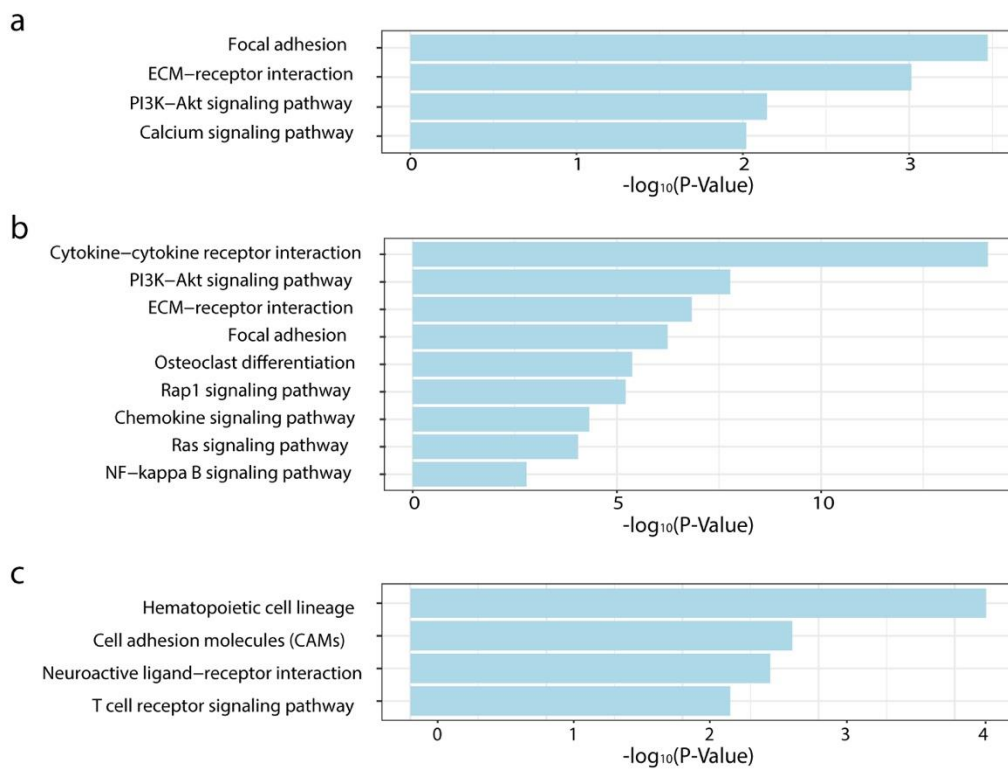 a
Focal adhesion
ECM−receptor interaction
PI3K−Akt signaling pathway
Calcium signaling pathway
0 1 2 3
-log₁₀(P-Value)
b
Cytokine−cytokine receptor interaction
PI3K−Akt signaling pathway
ECM−receptor interaction
Focal adhesion
Osteoclast differentiation
Rap1 signaling pathway
Chemokine signaling pathway
Ras signaling pathway
NF−kappa B signaling pathway
0 5 10
-log₁₀(P-Value)
c
Hematopoietic cell lineage
Cell adhesion molecules (CAMs)
Neuroactive ligand−receptor interaction
T cell receptor signaling pathway
0 1 2 3 4
-log₁₀(P-Value)